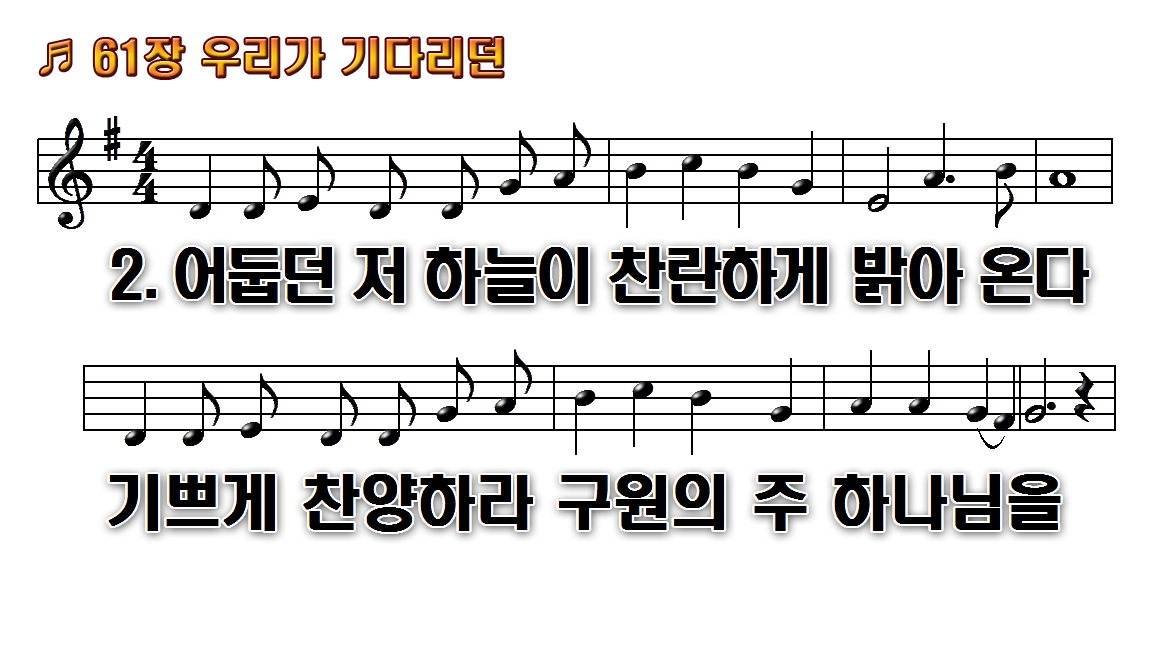 61장 우리가 기다리던
2. 어둡던 저 하늘이 찬란하게 밝아 온다
기쁘게 찬양하라 구원의 주 하나님을